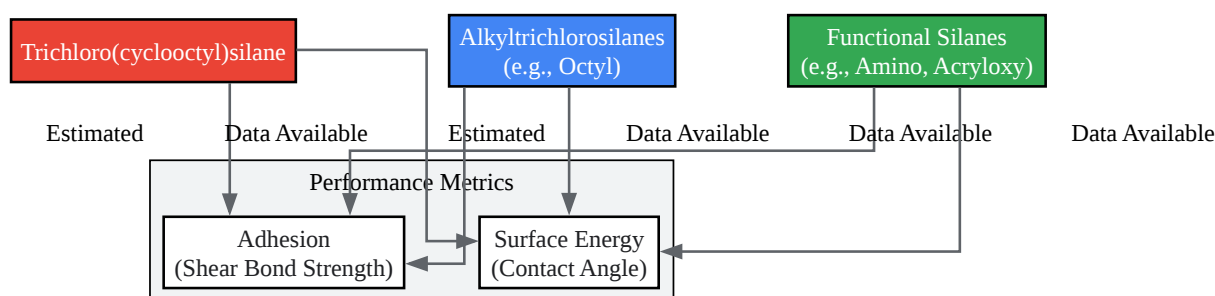 Trichloro(cyclooctyl)silane
Alkyltrichlorosilanes
(e.g., Octyl)
Functional Silanes
(e.g., Amino, Acryloxy)
Estimated
Data Available
Estimated
Data Available
Data Available
Data Available
Performance Metrics
Adhesion
(Shear Bond Strength)
Surface Energy
(Contact Angle)